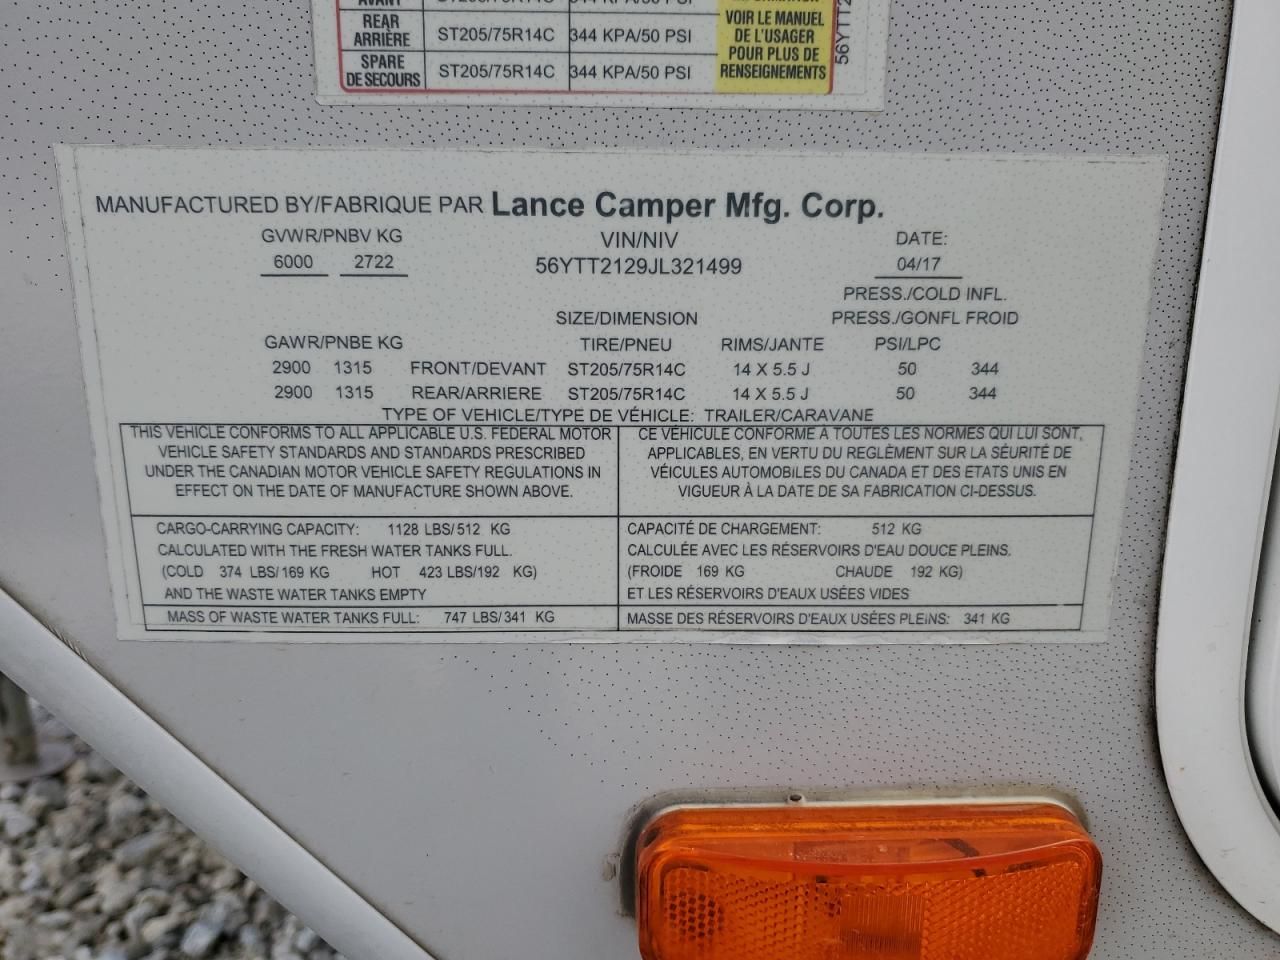 REAR
ARRIÈRE ST205/75R14C 344 KPA/50 PSI
SPARE
DE SECOURS ST205/75R14C 344 KPA/50 PSI
VOIR LE MANUEL
DE L'USAGER
POUR PLUS DE
RENSEIGNEMENTS
MANUFACTURED BY/FABRIQUE PAR Lance Camper Mfg. Corp.
GVWR/PNBV KG VIN/NIV DATE:
6000 2722 56YTT2129JL321499 04/17
PRESS./COLD INFL.
SIZE/DIMENSION PRESS./GONFL FROID
GAWR/PNBE KG TIRE/PNEU RIMS/JANTE PSI/LPC
2900 1315 FRONT/DEVANT ST205/75R14C 14 X 5.5 J 50 344
2900 1315 REAR/ARRIERE ST205/75R14C 14 X 5.5 J 50 344
TYPE OF VEHICLE/TYPE DE VÉHICLE: TRAILER/CARAVANE
THIS VEHICLE CONFORMS TO ALL APPLICABLE U.S. FEDERAL MOTOR
VEHICLE SAFETY STANDARDS AND STANDARDS PRESCRIBED
UNDER THE CANADIAN MOTOR VEHICLE SAFETY REGULATIONS IN
EFFECT ON THE DATE OF MANUFACTURE SHOWN ABOVE.
CE VÉHICULE CONFORME À TOUTES LES NORMES QUI LUI SONT,
APPLICABLES, EN VERTU DU REGLEMENT SUR LA SÉURITÉ DE
VÉICULES AUTOMOBILES DU CANADA ET DES ETATS UNIS EN
VIGUEUR À LA DATE DE SA FABRICATION CI-DESSUS.
CARGO-CARRYING CAPACITY: 1128 LBS/512 KG
CALCULATED WITH THE FRESH WATER TANKS FULL.
(COLD 374 LBS/169 KG HOT 423 LBS/192 KG)
AND THE WASTE WATER TANKS EMPTY
CAPACITÉ DE CHARGEMENT: 512 KG
CALCULÉE AVEC LES RÉSERVOIRS D'EAU DOUCE PLEINS.
(FROIDE 169 KG CHAUDE 192 KG)
ET LES RÉSERVOIRS D'EAUX USÉES VIDES
MASS OF WASTE WATER TANKS FULL: 747 LBS/341 KG
MASSE DES RÉSERVOIRS D'EAUX USÉES PLEINS: 341 KG